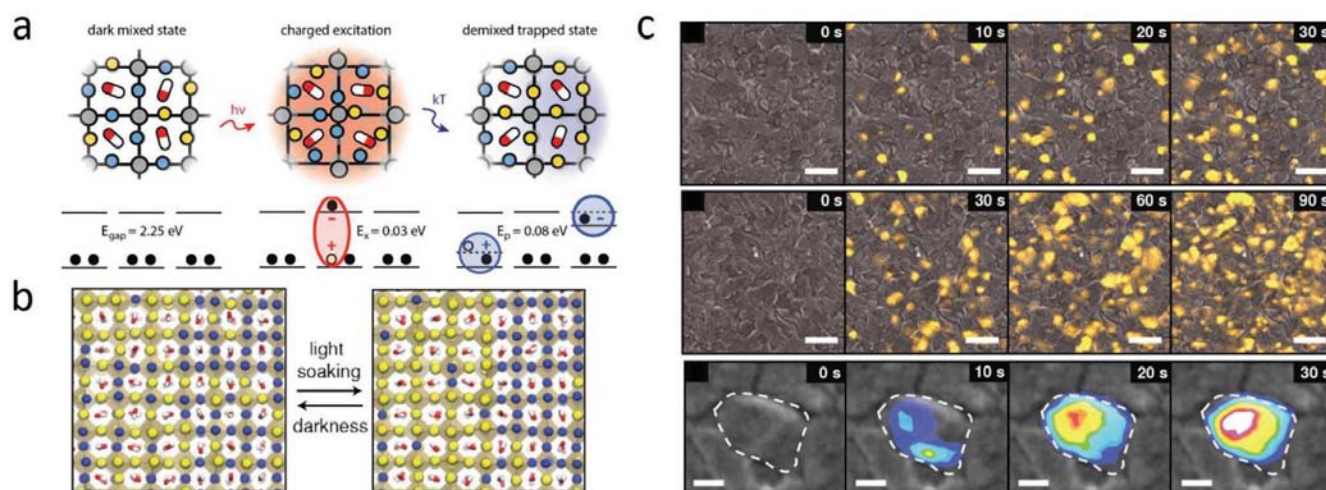 a
dark mixed state
charged excitation
demixed trapped state
hν
kT
E_gap = 2.25 eV
E_x = 0.03 eV
E_p = 0.08 eV
−
+
+
−
b
light
soaking
darkness
c
0 s
10 s
20 s
30 s
0 s
30 s
60 s
90 s
0 s
10 s
20 s
30 s